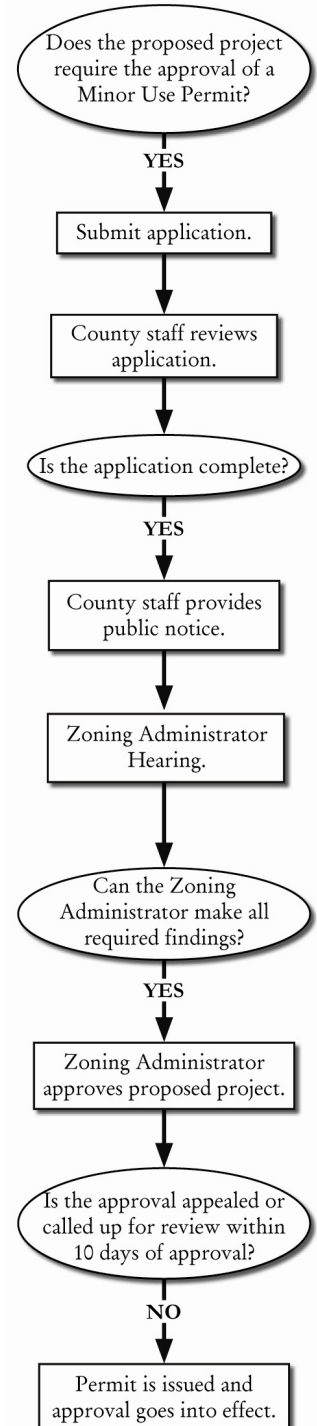 Does the proposed project
require the approval of a
Minor Use Permit?
YES
Submit application.
County staff reviews
application.
Is the application complete?
YES
County staff provides
public notice.
Zoning Administrator
Hearing.
Can the Zoning
Administrator make all
required findings?
YES
Zoning Administrator
approves proposed project.
Is the approval appealed or
called up for review within
10 days of approval?
NO
Permit is issued and
approval goes into effect.